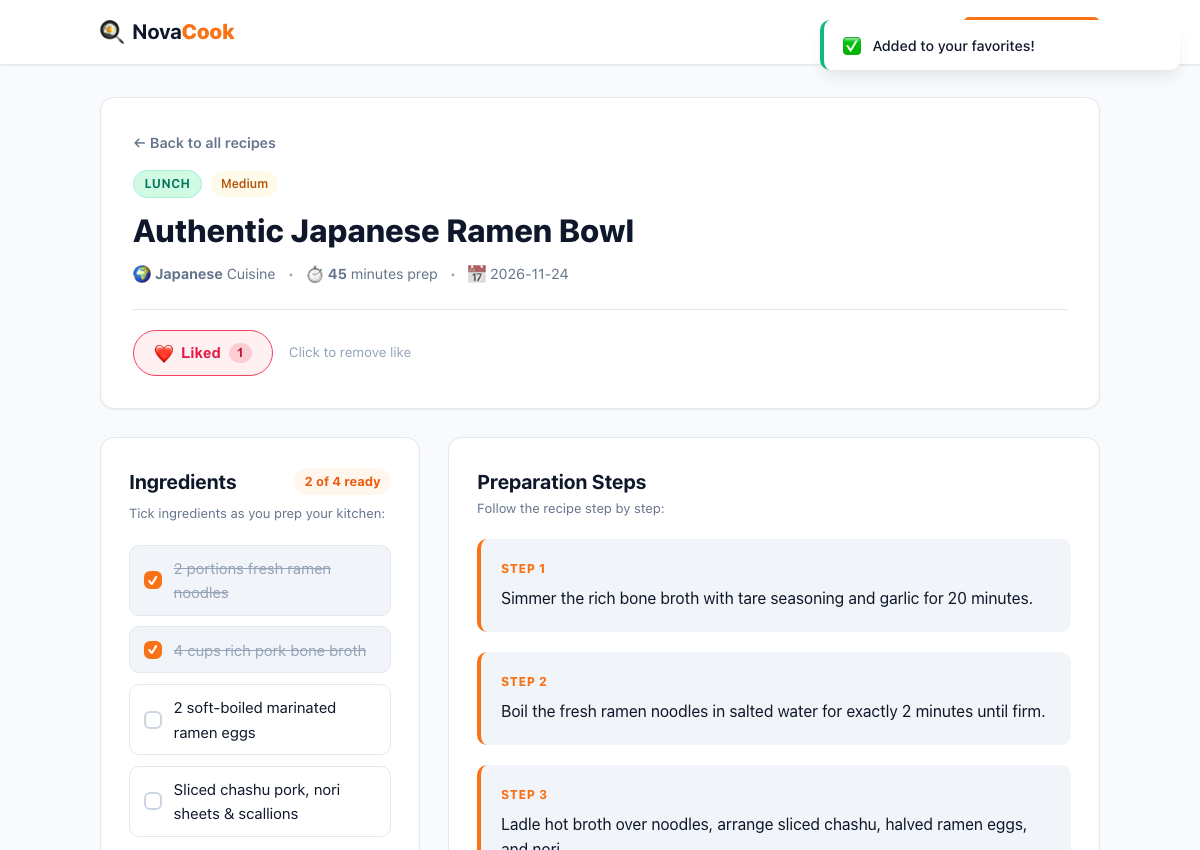 NovaCook
Added to your favorites!
← Back to all recipes
LUNCH
Medium
Authentic Japanese Ramen Bowl
Japanese Cuisine • 45 minutes prep • 2026-11-24
Liked 1
Click to remove like
Ingredients
2 of 4 ready
Tick ingredients as you prep your kitchen:
2 portions fresh ramen
noodles
4 cups rich pork bone broth
2 soft-boiled marinated
ramen eggs
Sliced chashu pork, nori
sheets & scallions
Preparation Steps
Follow the recipe step by step:
STEP 1
Simmer the rich bone broth with tare seasoning and garlic for 20 minutes.
STEP 2
Boil the fresh ramen noodles in salted water for exactly 2 minutes until firm.
STEP 3
Ladle hot broth over noodles, arrange sliced chashu, halved ramen eggs,
and nori